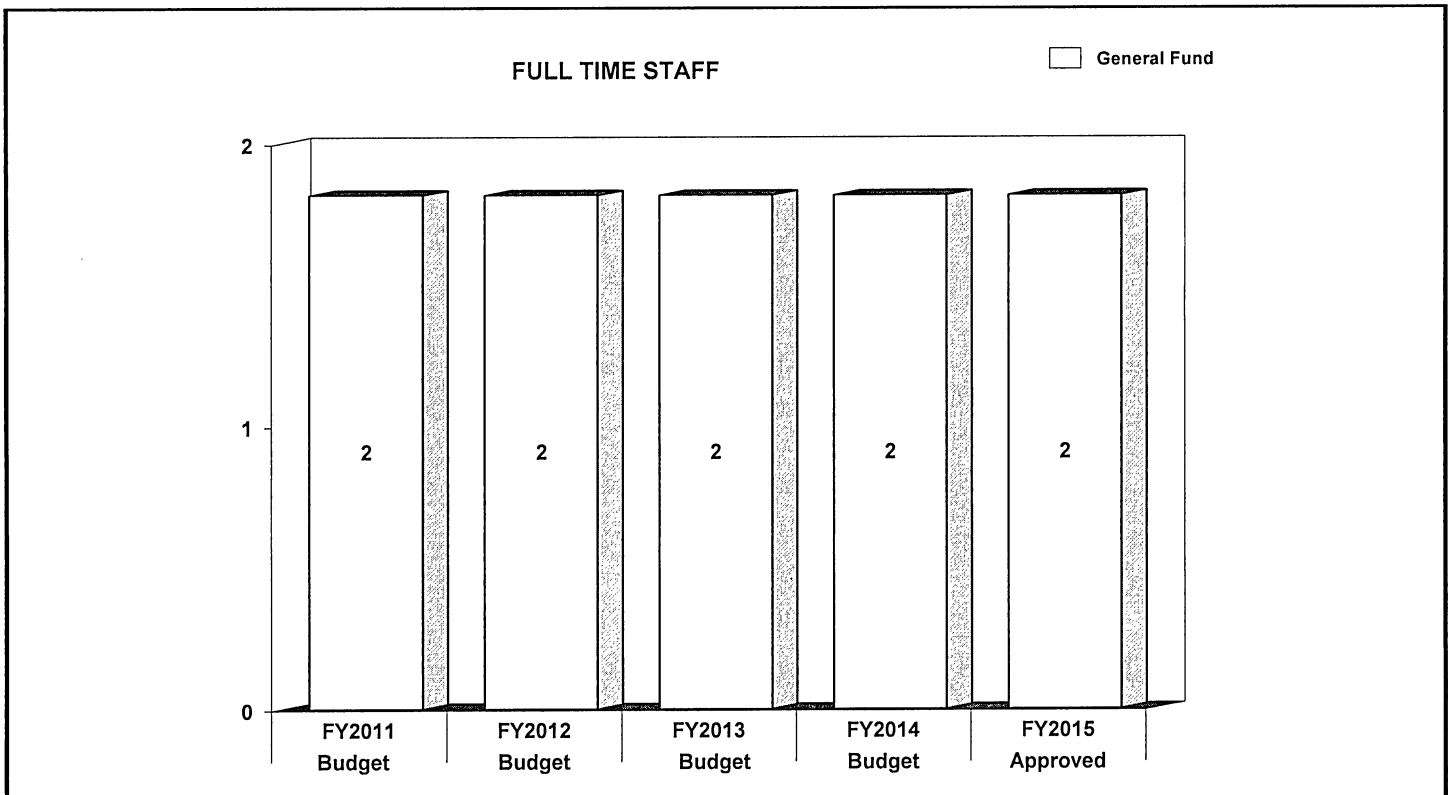 FULL TIME STAFF
General Fund
2
1
0
2 2 2 2 2
FY2011 FY2012 FY2013 FY2014 FY2015
Budget Budget Budget Budget Approved